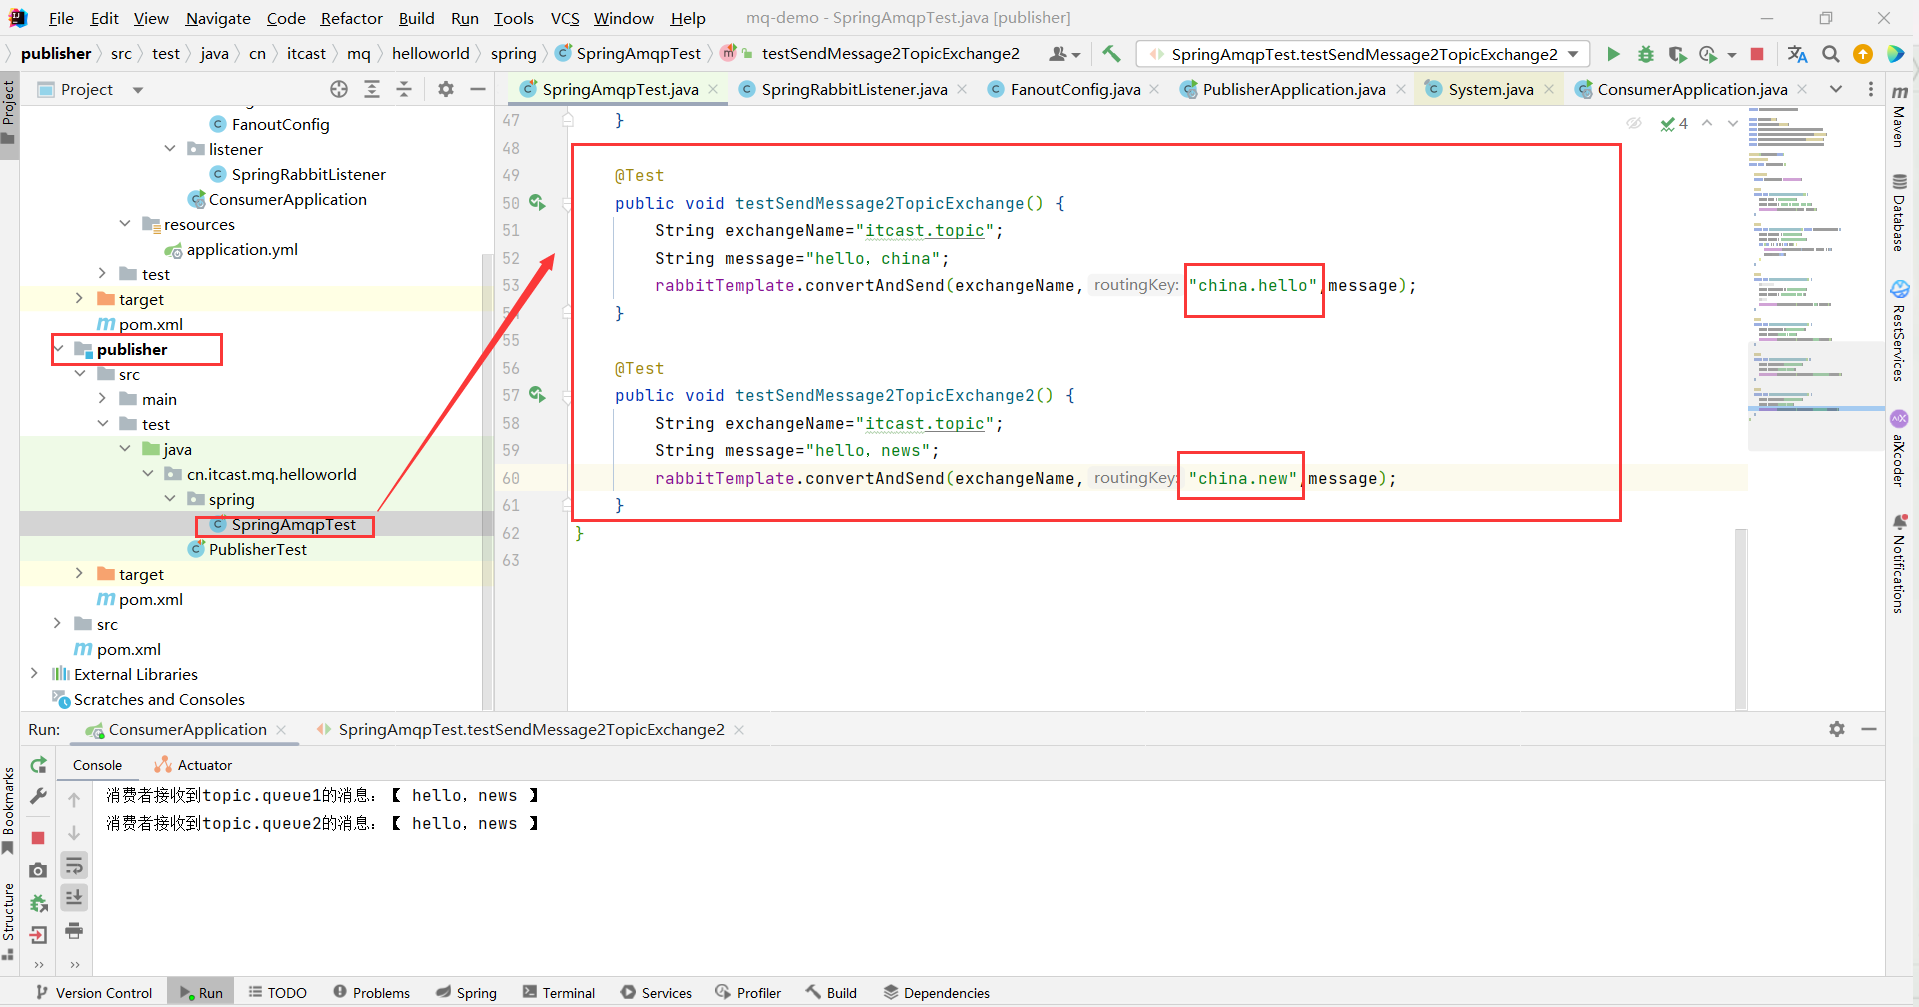 File Edit View Navigate Code Refactor Build Run Tools VCS Window Help mq-demo - SpringAmqpTest.java [publisher]
publisher src test java cn itcast mq helloworld spring SpringAmqpTest testSendMessage2TopicExchange2 SpringAmqpTest.testSendMessage2TopicExchange2
Project
Project
SpringAmqpTest.java SpringRabbitListener.java FanoutConfig.java PublisherApplication.java System.java ConsumerApplication.java
FanoutConfig
listener
SpringRabbitListener
ConsumerApplication
resources
application.yml
test
target
pom.xml
publisher
src
main
test
java
cn.itcast.mq.helloworld
spring
SpringAmqpTest
PublisherTest
target
pom.xml
src
pom.xml
External Libraries
Scratches and Consoles
47 }
4
48
49 @Test
50 public void testSendMessage2TopicExchange() {
51 String exchangeName="itcast.topic";
52 String message="hello, china";
53 rabbitTemplate.convertAndSend(exchangeName, routingKey: "china.hello",message);
}
55
56 @Test
57 public void testSendMessage2TopicExchange2() {
58 String exchangeName="itcast.topic";
59 String message="hello, news";
60 rabbitTemplate.convertAndSend(exchangeName, routingKey: "china.new",message);
61 }
62 }
63
Maven
Database
RestServices
aiXcoder
Notifications
Run: ConsumerApplication SpringAmqpTest.testSendMessage2TopicExchange2
Console Actuator
消费者接收到topic.queue1的消息：【 hello, news 】
消费者接收到topic.queue2的消息：【 hello, news 】
Bookmarks
Structure
Version Control Run TODO Problems Spring Terminal Services Profiler Build Dependencies